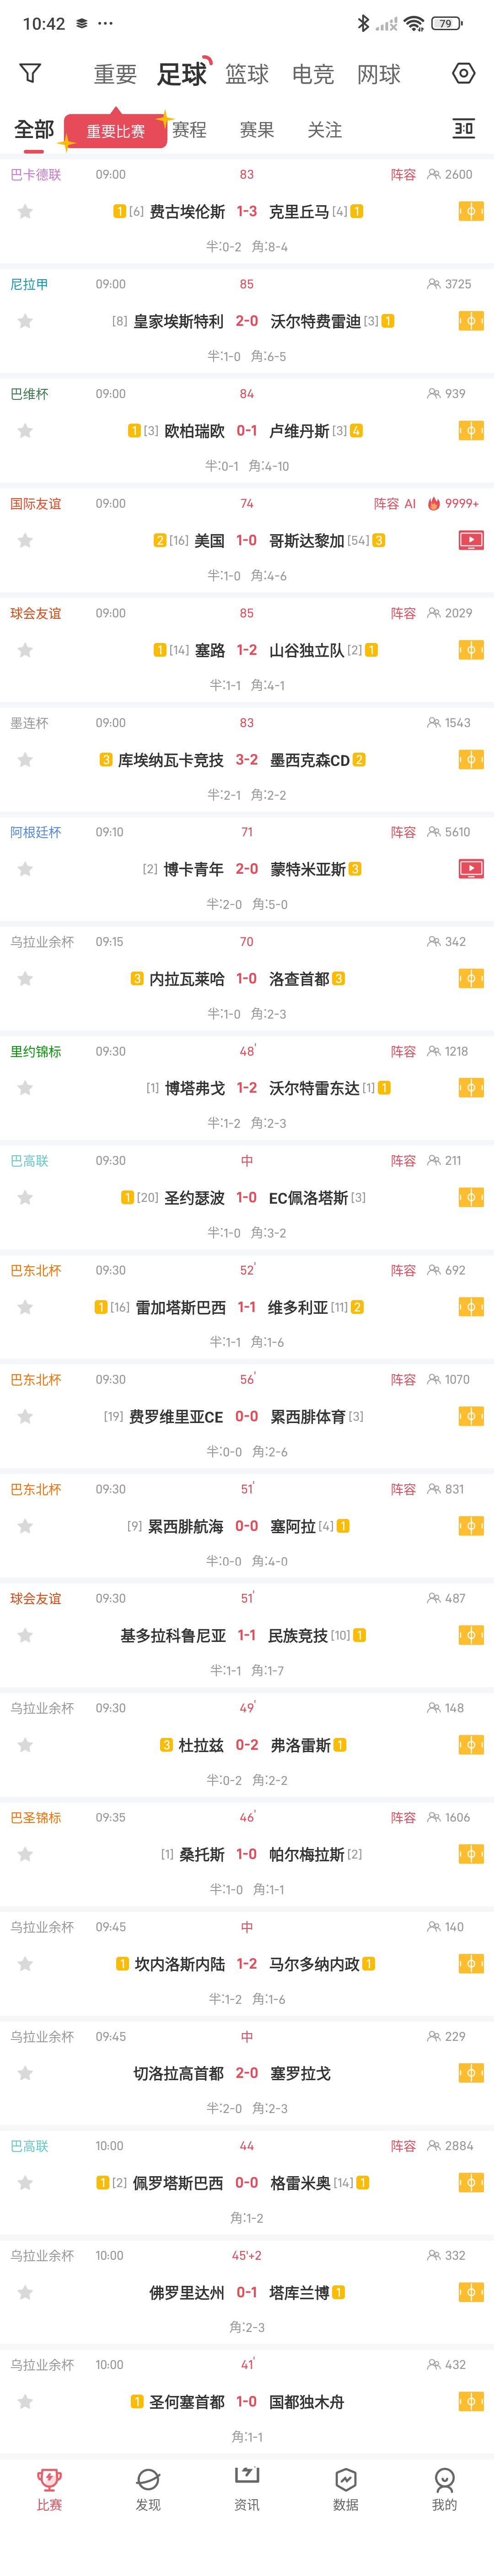 10:42 79
重要 足球 篮球 电竞 网球
全部 重要比赛 赛程 赛果 关注 3:0
巴卡德联 09:00 83 阵容 2600
1 [6] 费古埃伦斯 1-3 克里丘马 [4] 1
半:0-2 角:8-4
尼拉甲 09:00 85 3725
[8] 皇家埃斯特利 2-0 沃尔特费雷迪 [3] 1
半:1-0 角:6-5
巴维杯 09:00 84 939
1 [3] 欧柏瑞欧 0-1 卢维丹斯 [3] 4
半:0-1 角:4-10
国际友谊 09:00 74 阵容 AI 9999+
2 [16] 美国 1-0 哥斯达黎加 [54] 3
半:1-0 角:4-6
球会友谊 09:00 85 阵容 2029
1 [14] 塞路 1-2 山谷独立队 [2] 1
半:1-1 角:4-1
墨连杯 09:00 83 1543
3 库埃纳瓦卡竞技 3-2 墨西克森CD 2
半:2-1 角:2-2
阿根廷杯 09:10 71 阵容 5610
[2] 博卡青年 2-0 蒙特米亚斯 3
半:2-0 角:5-0
乌拉业余杯 09:15 70 342
3 内拉瓦莱哈 1-0 洛查首都 3
半:1-0 角:2-3
里约锦标 09:30 48' 阵容 1218
[1] 博塔弗戈 1-2 沃尔特雷东达 [1] 1
半:1-2 角:2-3
巴高联 09:30 中 阵容 211
1 [20] 圣约瑟波 1-0 EC佩洛塔斯 [3]
半:1-0 角:3-2
巴东北杯 09:30 52' 阵容 692
1 [16] 雷加塔斯巴西 1-1 维多利亚 [11] 2
半:1-1 角:1-6
巴东北杯 09:30 56' 阵容 1070
[19] 费罗维里亚CE 0-0 累西腓体育 [3]
半:0-0 角:2-6
巴东北杯 09:30 51' 阵容 831
[9] 累西腓航海 0-0 塞阿拉 [4] 1
半:0-0 角:4-0
球会友谊 09:30 51' 487
基多拉科鲁尼亚 1-1 民族竞技 [10] 1
半:1-1 角:1-7
乌拉业余杯 09:30 49' 148
3 杜拉兹 0-2 弗洛雷斯 1
半:0-2 角:2-2
巴圣锦标 09:35 46' 阵容 1606
[1] 桑托斯 1-0 帕尔梅拉斯 [2]
半:1-0 角:1-1
乌拉业余杯 09:45 中 140
1 坎内洛斯内陆 1-2 马尔多纳内政 1
半:1-2 角:1-6
乌拉业余杯 09:45 中 229
切洛拉高首都 2-0 塞罗拉戈
半:2-0 角:2-3
巴高联 10:00 44 阵容 2884
1 [2] 佩罗塔斯巴西 0-0 格雷米奥 [14] 1
角:1-2
乌拉业余杯 10:00 45'+2 332
佛罗里达州 0-1 塔库兰博 1
角:2-3
乌拉业余杯 10:00 41' 432
1 圣何塞首都 1-0 国都独木舟
角:1-1
比赛 发现 资讯 数据 我的